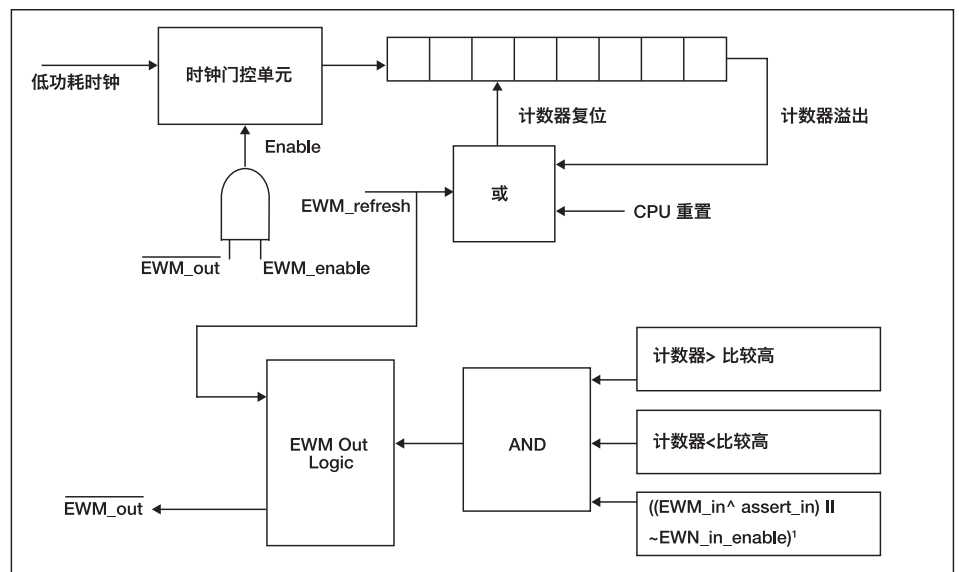 低功耗时钟
时钟门控单元
计数器复位
计数器溢出
Enable
EWM_refresh
或
CPU 重置
EWM_out
EWM_enable
计数器> 比较高
EWM Out
Logic
AND
计数器<比较高
EWM_out
((EWM_in^ assert_in) II
~EWN_in_enable)¹